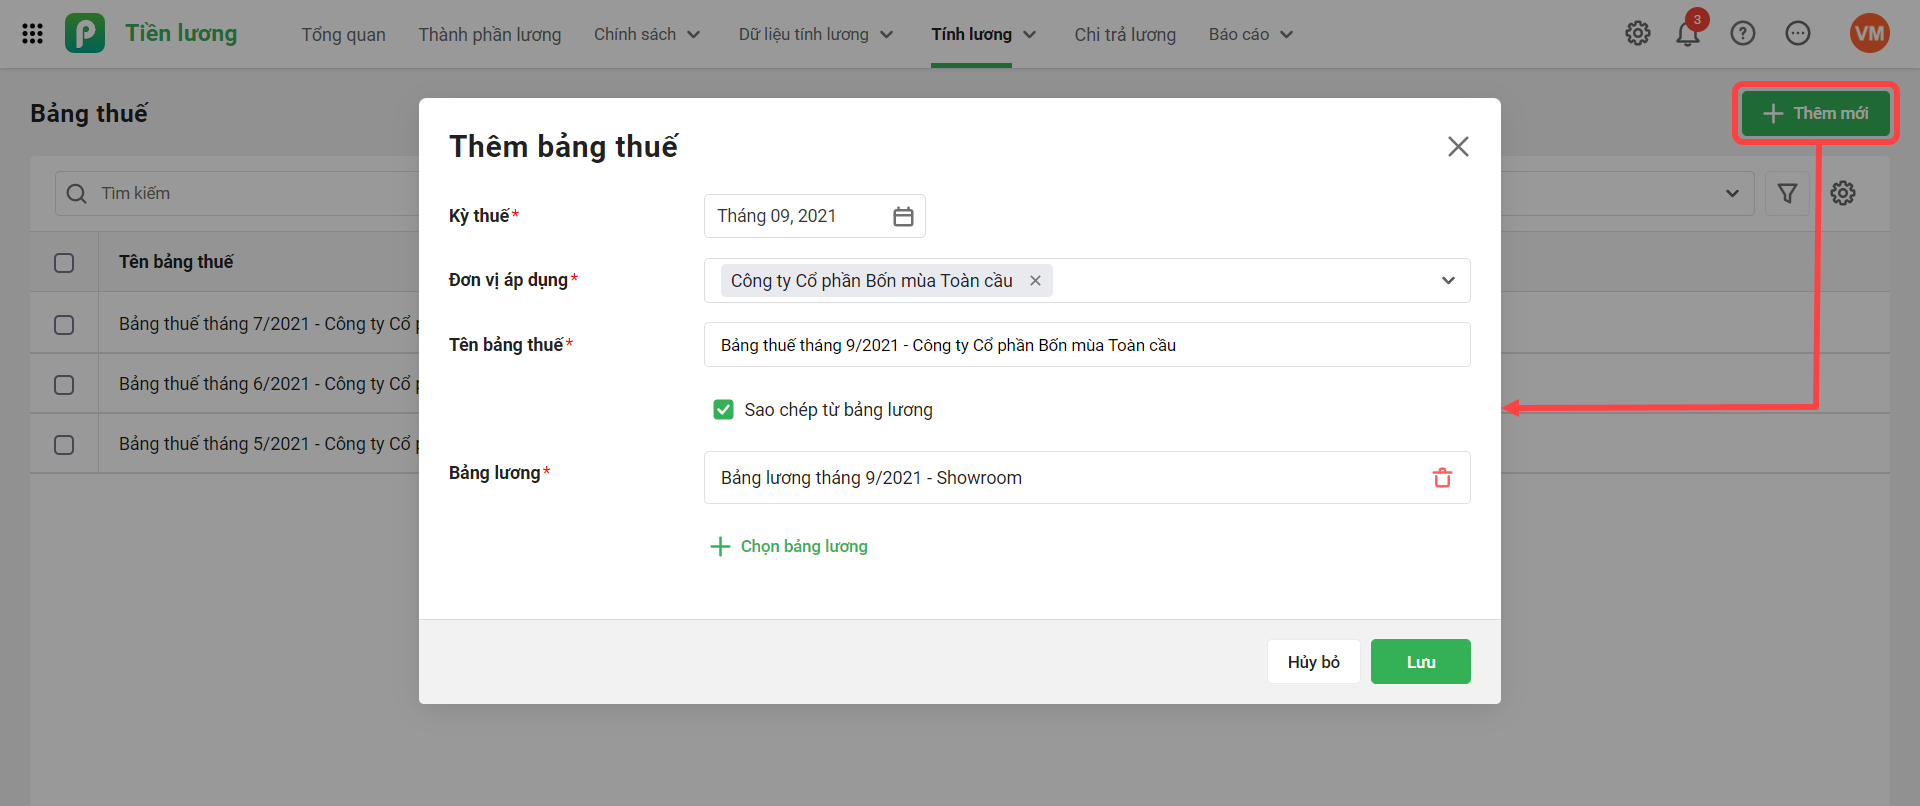 Tiền lương
Tổng quan
Thành phần lương
Chính sách
Dữ liệu tính lương
Tính lương
Chi trả lương
Báo cáo
3
VM
Bảng thuế
Thêm mới
Tìm kiếm
Tên bảng thuế
Bảng thuế tháng 7/2021 - Công ty Cổ p
Bảng thuế tháng 6/2021 - Công ty Cổ p
Bảng thuế tháng 5/2021 - Công ty Cổ p
Thêm bảng thuế
Kỳ thuế* Tháng 09, 2021
Đơn vị áp dụng* Công ty Cổ phần Bốn mùa Toàn cầu
Tên bảng thuế* Bảng thuế tháng 9/2021 - Công ty Cổ phần Bốn mùa Toàn cầu
Sao chép từ bảng lương
Bảng lương* Bảng lương tháng 9/2021 - Showroom
Chọn bảng lương
Hủy bỏ
Lưu